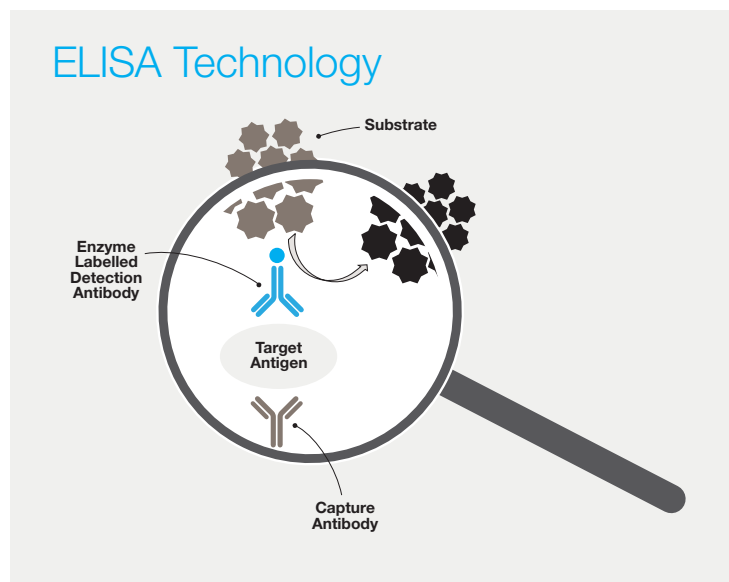 ELISA Technology
Substrate
Enzyme
Labelled
Detection
Antibody
Target
Antigen
Capture
Antibody